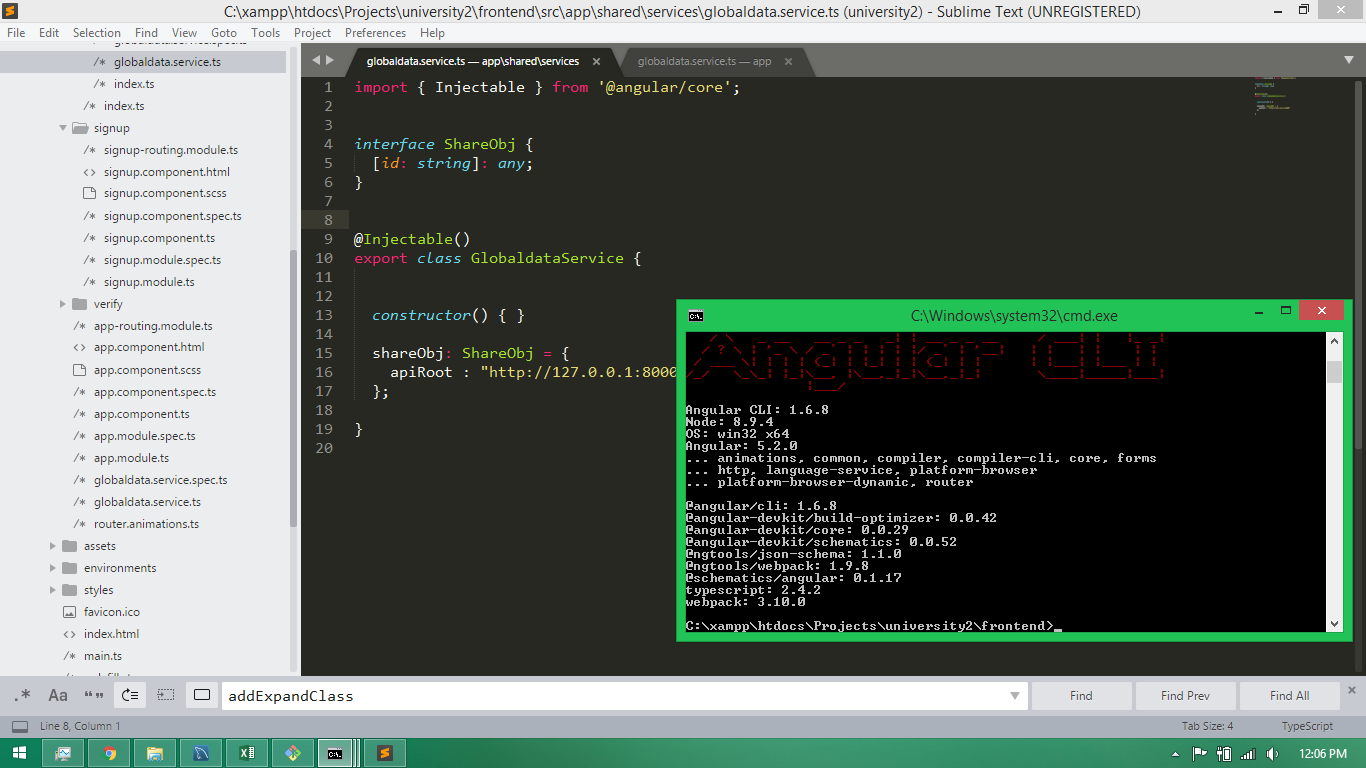 C:\xampp\htdocs\Projects\university2\frontend\src\app\shared\services\globaldata.service.ts (university2) - Sublime Text (UNREGISTERED)
File Edit Selection Find View Goto Tools Project Preferences Help
globaldata.service.spec.ts
/* globaldata.service.ts
/* index.ts
/* index.ts
signup
/* signup-routing.module.ts
<> signup.component.html
signup.component.scss
/* signup.component.spec.ts
/* signup.component.ts
/* signup.module.spec.ts
/* signup.module.ts
verify
/* app-routing.module.ts
<> app.component.html
app.component.scss
/* app.component.spec.ts
/* app.component.ts
/* app.module.spec.ts
/* app.module.ts
/* globaldata.service.spec.ts
/* globaldata.service.ts
/* router.animations.ts
assets
environments
styles
favicon.ico
<> index.html
/* main.ts
globaldata.service.ts — app\shared\services ×
globaldata.service.ts — app ×
1 import { Injectable } from '@angular/core';
2
3
4 interface ShareObj {
5 [id: string]: any;
6 }
7
8
9 @Injectable()
10 export class GlobaldataService {
11
12
13 constructor() { }
14
15 shareObj: ShareObj = {
16 apiRoot : "http://127.0.0.1:8000
17 };
18
19 }
20
C:\Windows\system32\cmd.exe
Angular CLI
Angular CLI: 1.6.8
Node: 8.9.4
OS: win32 x64
Angular: 5.2.0
... animations, common, compiler, compiler-cli, core, forms
... http, language-service, platform-browser
... platform-browser-dynamic, router
@angular/cli: 1.6.8
@angular-devkit/build-optimizer: 0.0.42
@angular-devkit/core: 0.0.29
@angular-devkit/schematics: 0.0.52
@ngtools/json-schema: 1.1.0
@ngtools/webpack: 1.9.8
@schematics/angular: 0.1.17
typescript: 2.4.2
webpack: 3.10.0
C:\xampp\htdocs\Projects\university2\frontend>_
.* Aa “” addExpandClass Find Find Prev Find All
Line 8, Column 1 Tab Size: 4 TypeScript
12:06 PM